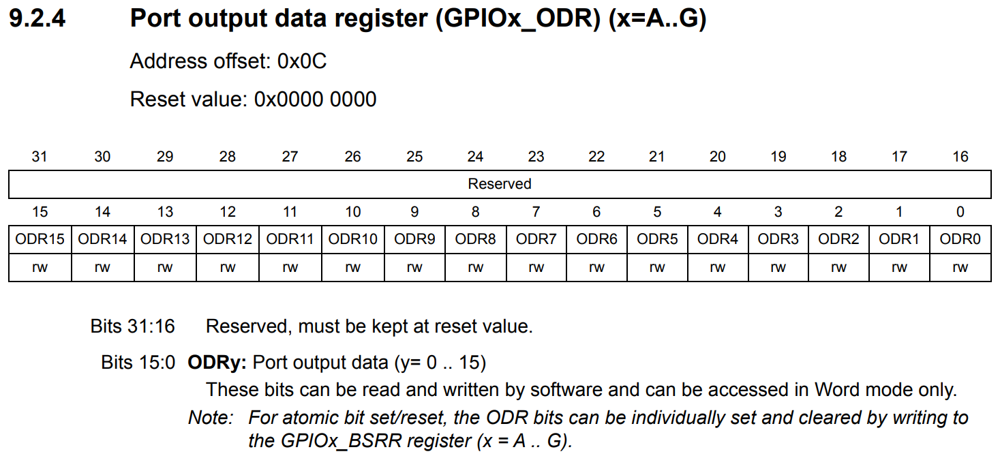 9.2.4 Port output data register (GPIOx_ODR) (x=A..G)
Address offset: 0x0C
Reset value: 0x0000 0000
31 30 29 28 27 26 25 24 23 22 21 20 19 18 17 16
Reserved
15 14 13 12 11 10 9 8 7 6 5 4 3 2 1 0
ODR15 ODR14 ODR13 ODR12 ODR11 ODR10 ODR9 ODR8 ODR7 ODR6 ODR5 ODR4 ODR3 ODR2 ODR1 ODR0
rw rw rw rw rw rw rw rw rw rw rw rw rw rw rw rw
Bits 31:16 Reserved, must be kept at reset value.
Bits 15:0 ODRy: Port output data (y= 0 .. 15)
These bits can be read and written by software and can be accessed in Word mode only.
Note: For atomic bit set/reset, the ODR bits can be individually set and cleared by writing to
the GPIOx_BSRR register (x = A .. G).